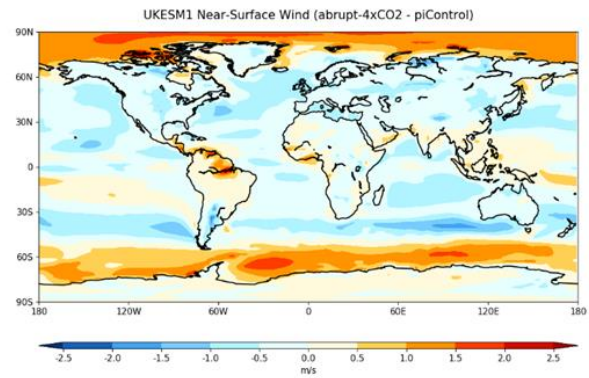 UKESM1 Near-Surface Wind (abrupt-4xCO2 - piControl)
90N
60N
30N
0
30S
60S
90S
180 120W 60W 0 60E 120E 180
-2.5 -2.0 -1.5 -1.0 -0.5 0.0 0.5 1.0 1.5 2.0 2.5
m/s